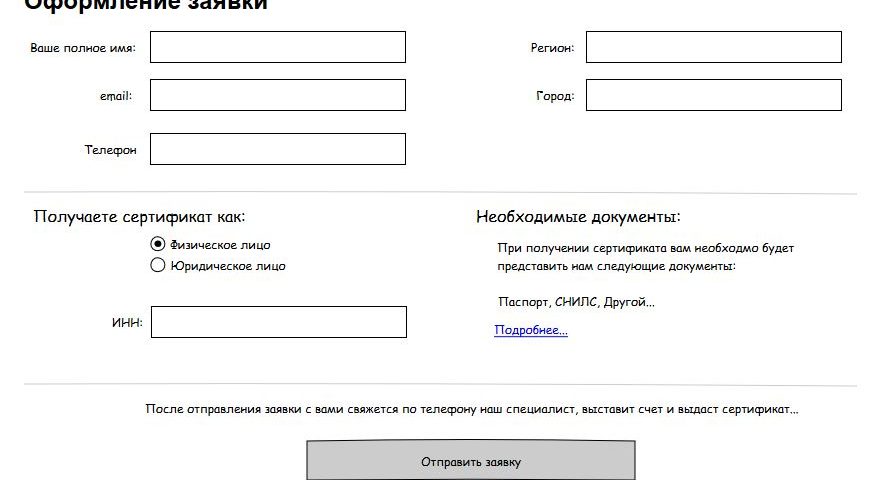 Оформление заявки
Ваше полное имя:
Регион:
email:
Город:
Телефон
Получаете сертификат как:
Физическое лицо
Юридическое лицо
ИНН:
Необходимые документы:
При получении сертификата вам необходмо будет
представить нам следующие документы:
Паспорт, СНИЛС, Другой...
Подробнее...
После отправления заявки с вами свяжется по телефону наш специалист, выставит счет и выдаст сертификат...
Отправить заявку